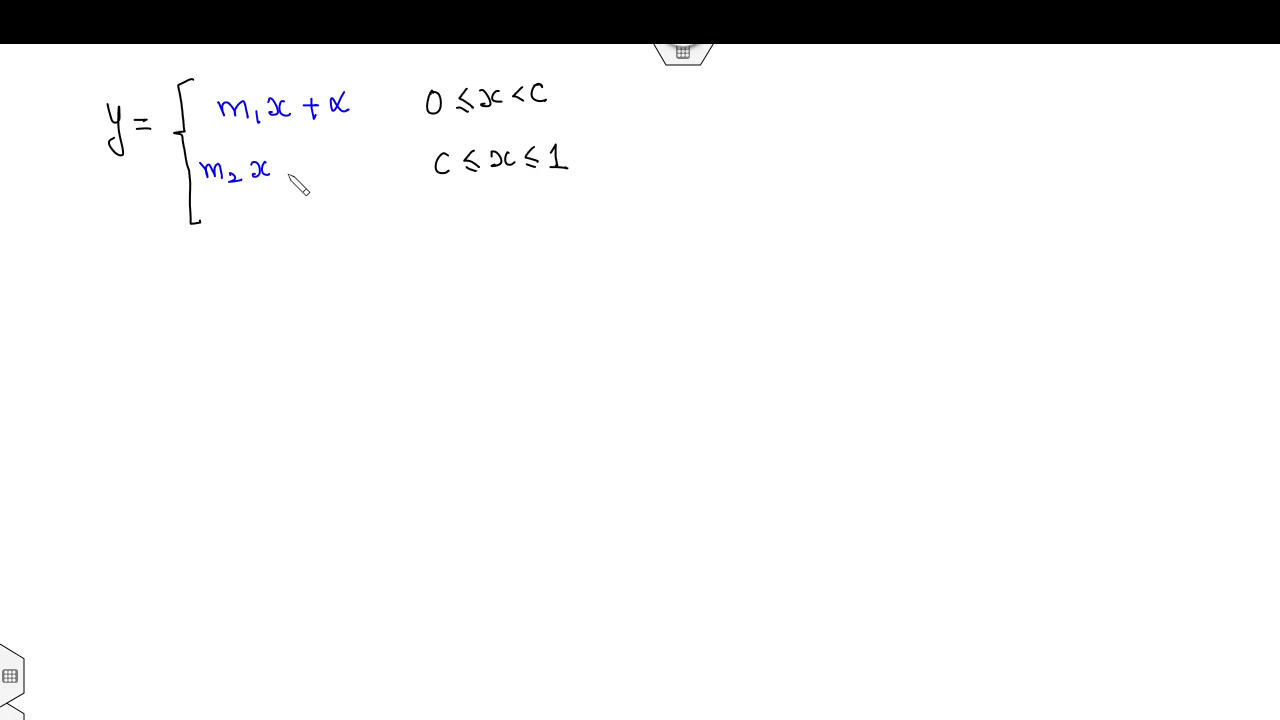 y = { m₁x + α 0 ≤ x < c
m₂x c ≤ x ≤ 1